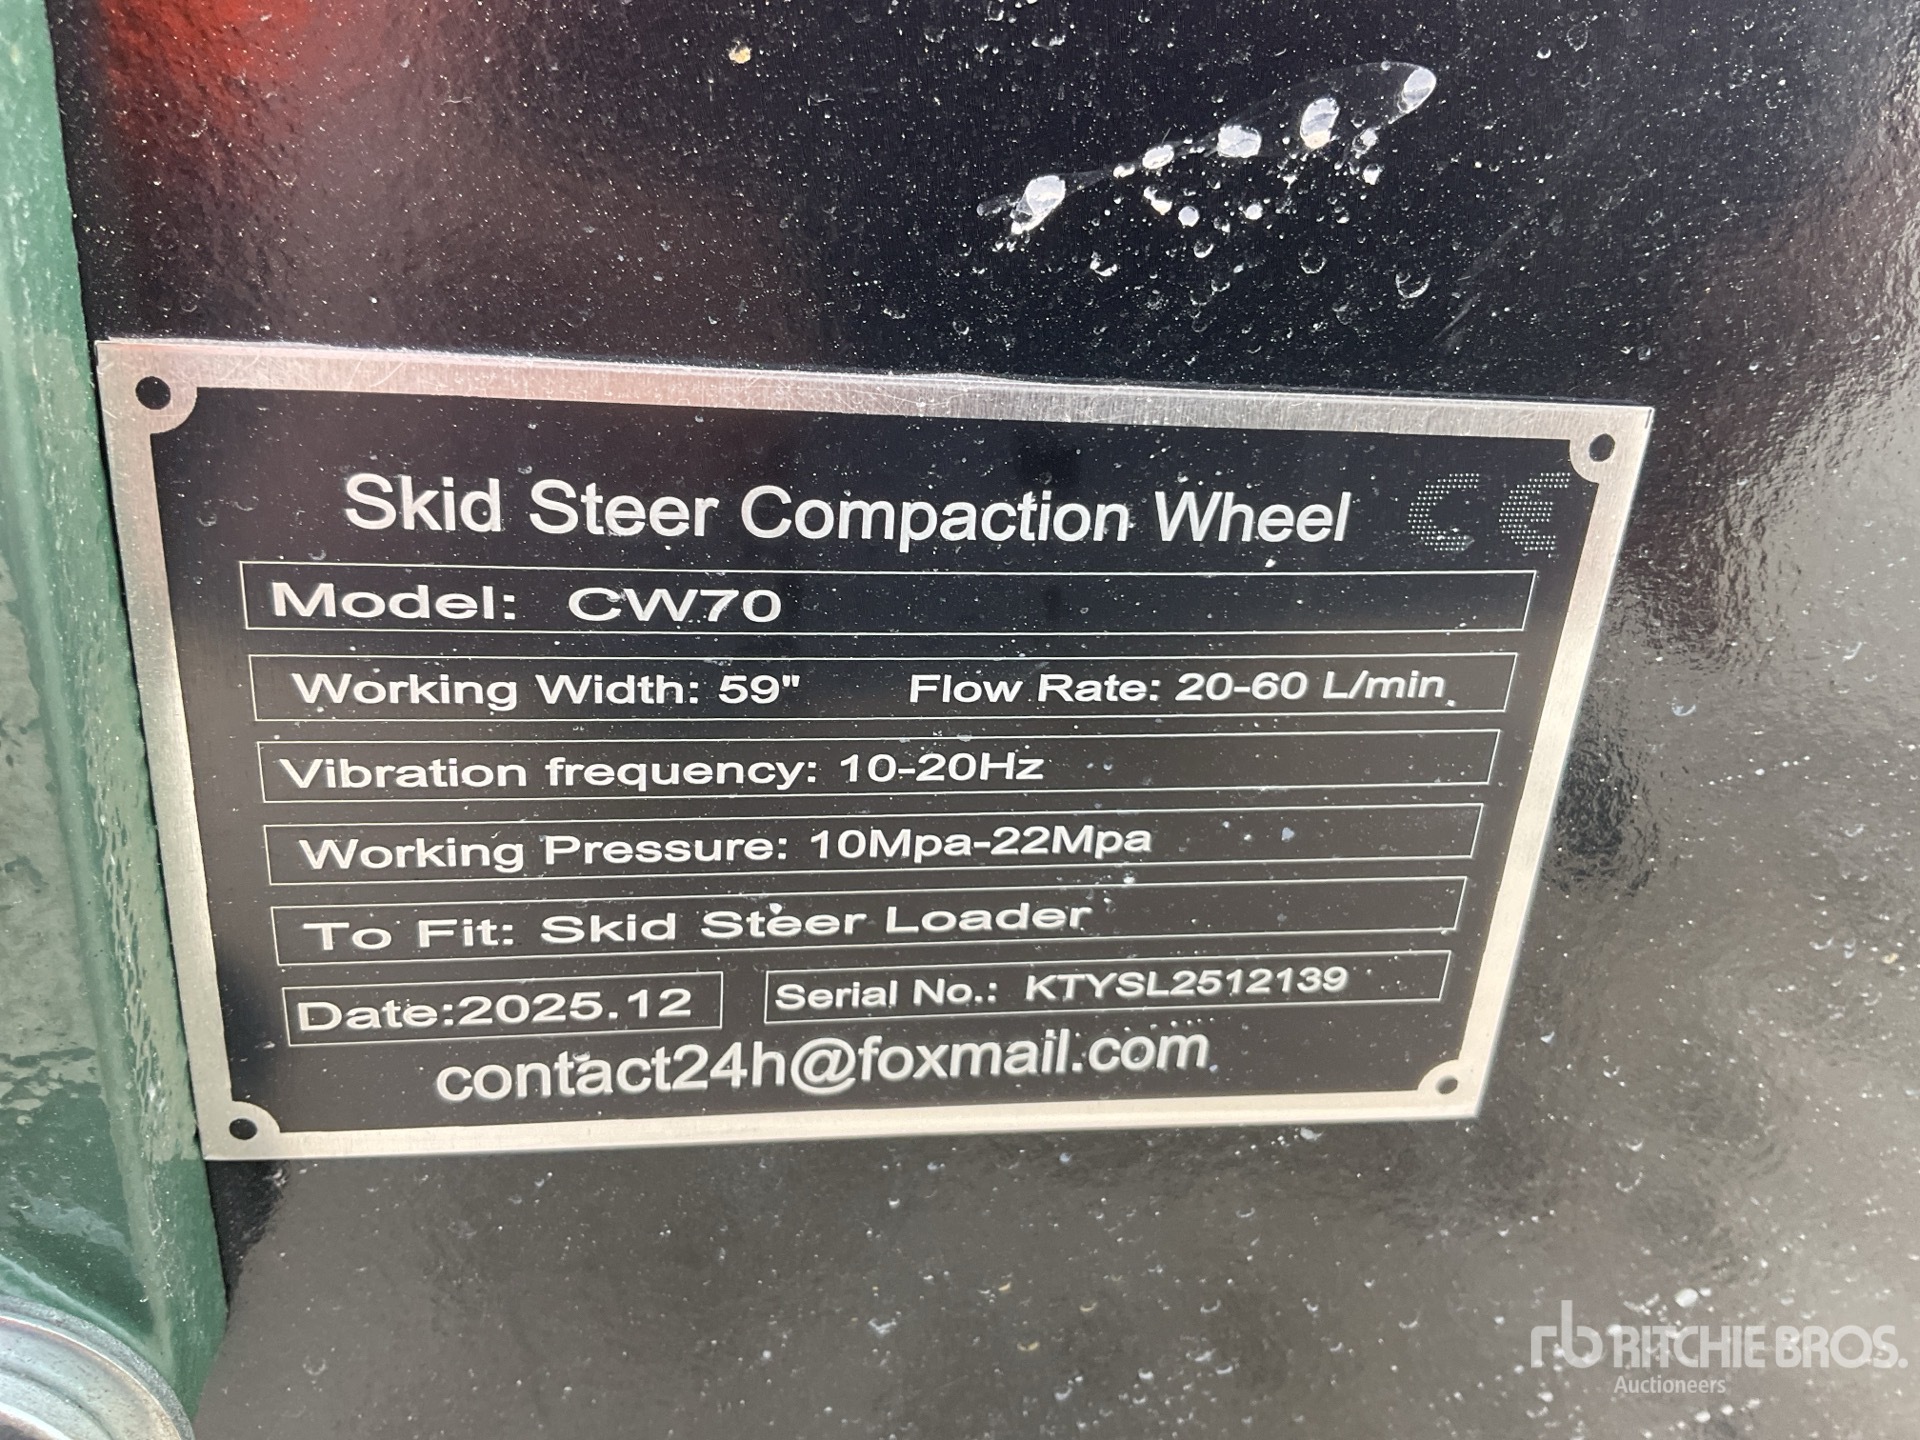 Skid Steer Compaction Wheel CE
Model: CW70
Working Width: 59" Flow Rate: 20-60 L/min
Vibration frequency: 10-20Hz
Working Pressure: 10Mpa-22Mpa
To Fit: Skid Steer Loader
Date:2025.12 Serial No.: KTYSL2512139
contact24h@foxmail.com
rb RITCHIE BROS.
Auctioneers